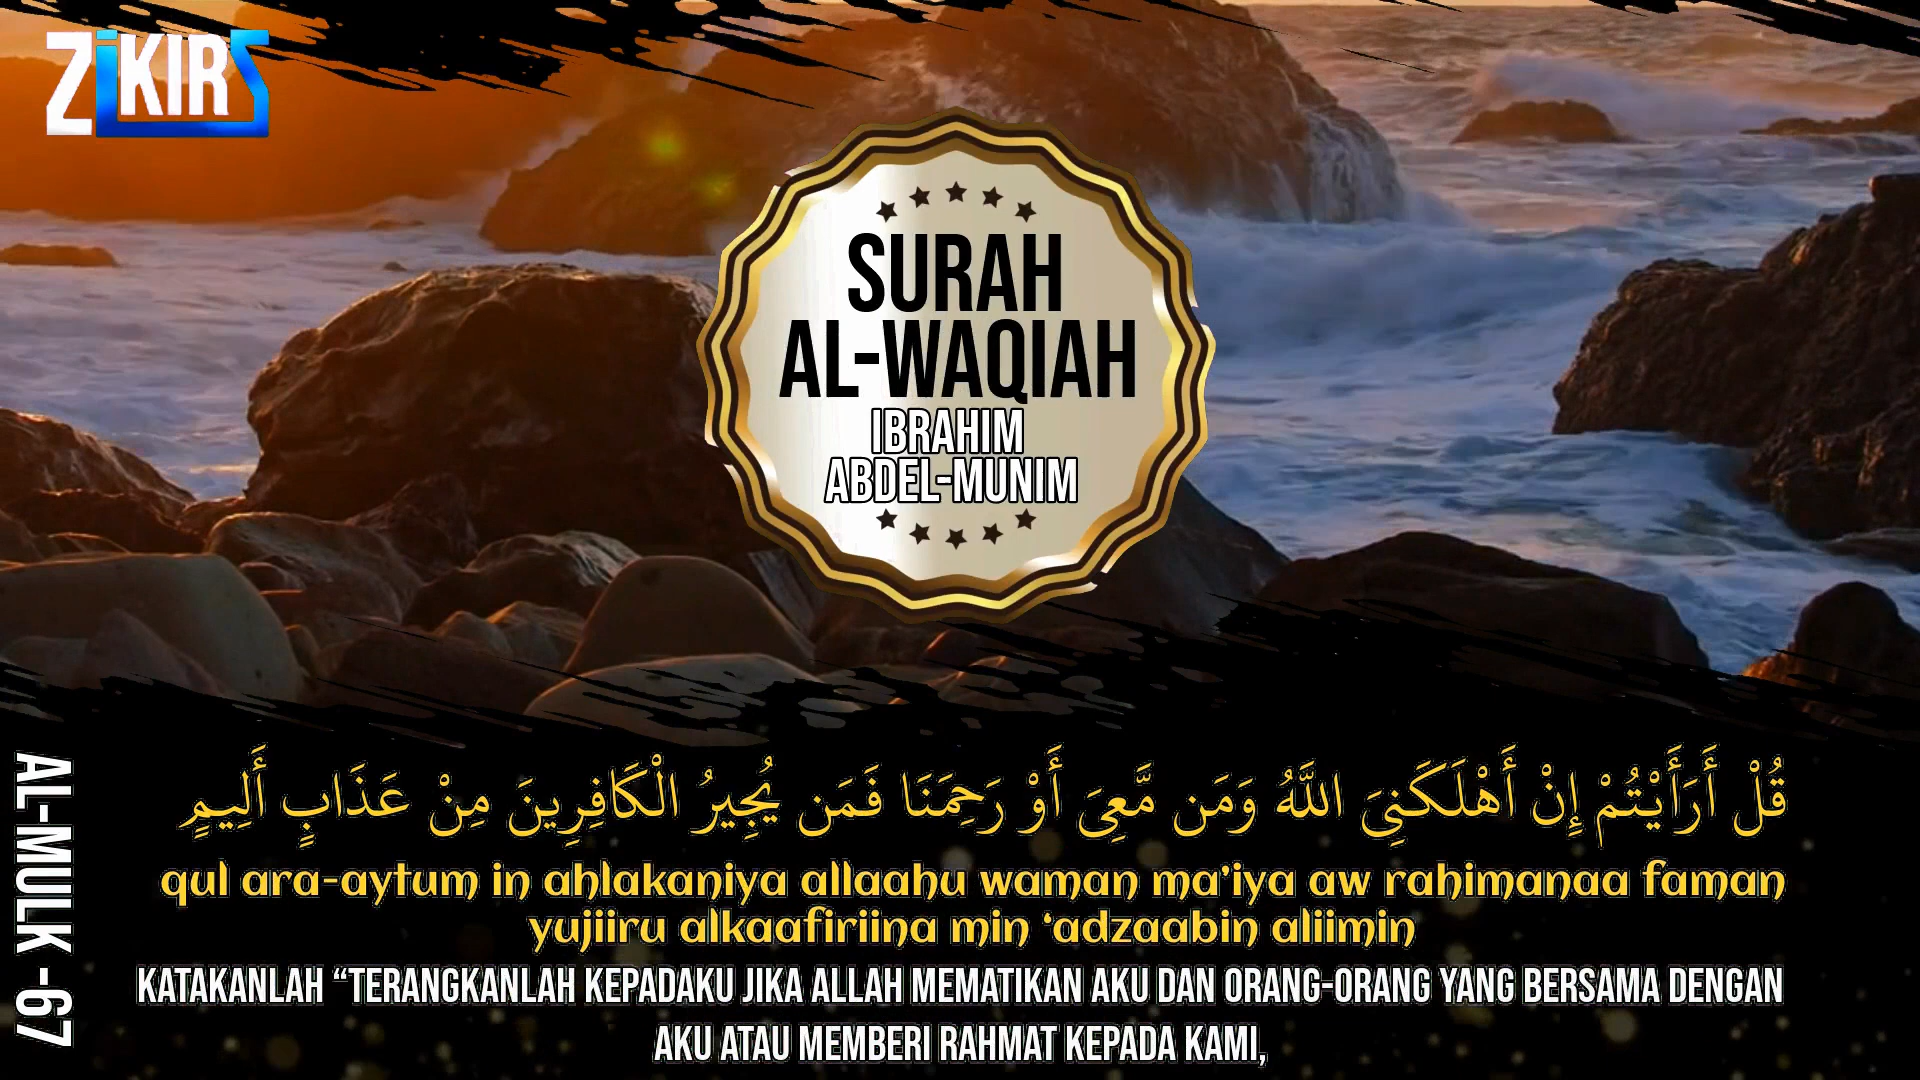 ZIKIRZ
SURAH
AL-WAQIAH
IBRAHIM
ABDEL-MUNIM
AL-MULK -67
قُلْ أَرَأَيْتُمْ إِنْ أَهْلَكَنِىَ اللَّهُ وَمَن مَّعِىَ أَوْ رَحِمَنَا فَمَن يُجِيرُ الْكَافِرِينَ مِنْ عَذَابٍ أَلِيمٍ
qul ara-aytum in ahlakaniya allaahu waman ma'iya aw rahimanaa faman
yujiiru alkaafiriina min ‘adzaabin aliimin
KATAKANLAH “TERANGKANLAH KEPADAKU JIKA ALLAH MEMATIKAN AKU DAN ORANG-ORANG YANG BERSAMA DENGAN
AKU ATAU MEMBERI RAHMAT KEPADA KAMI,